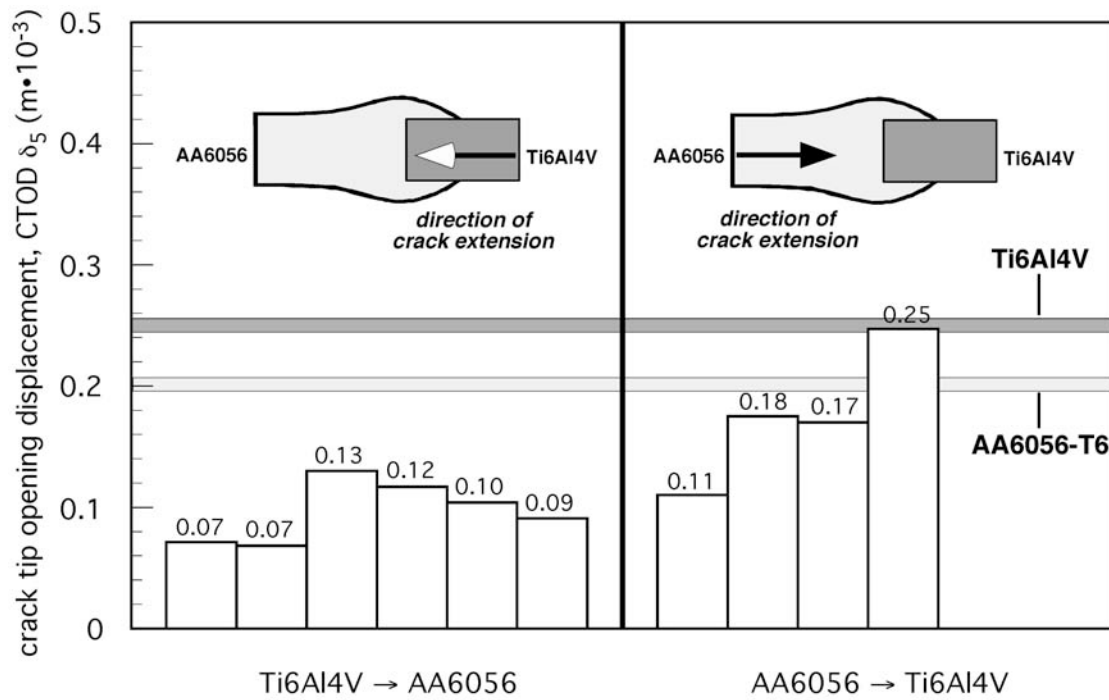 crack tip opening displacement, CTOD δ₅ (m•10⁻³)
0.5
0.4
0.3
0.2
0.1
0
AA6056
Ti6Al4V
direction of
crack extension
0.07
0.07
0.13
0.12
0.10
0.09
Ti6Al4V → AA6056
AA6056
Ti6Al4V
direction of
crack extension
Ti6Al4V
0.11
0.18
0.17
0.25
AA6056-T6
AA6056 → Ti6Al4V